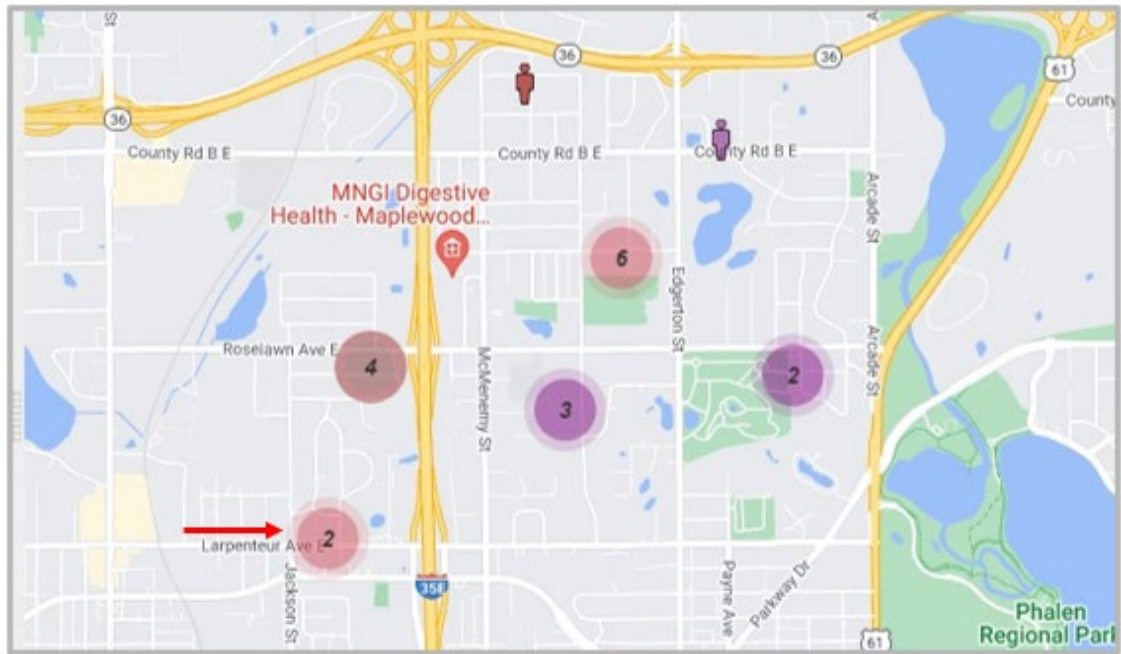 St
A
36
36
61
County
36
County Rd B E
County Rd B E
County Rd B E
MNGI Digestive
Health - Maplewood...
Arcade St
6
Edgerton St
Roselawn Ave E
McMenemy St
Arcade St
4
2
3
2
Larpenteur Ave E
Jackson St
35E
Payne Ave
Parkway Dr
Phalen
Regional Park
61